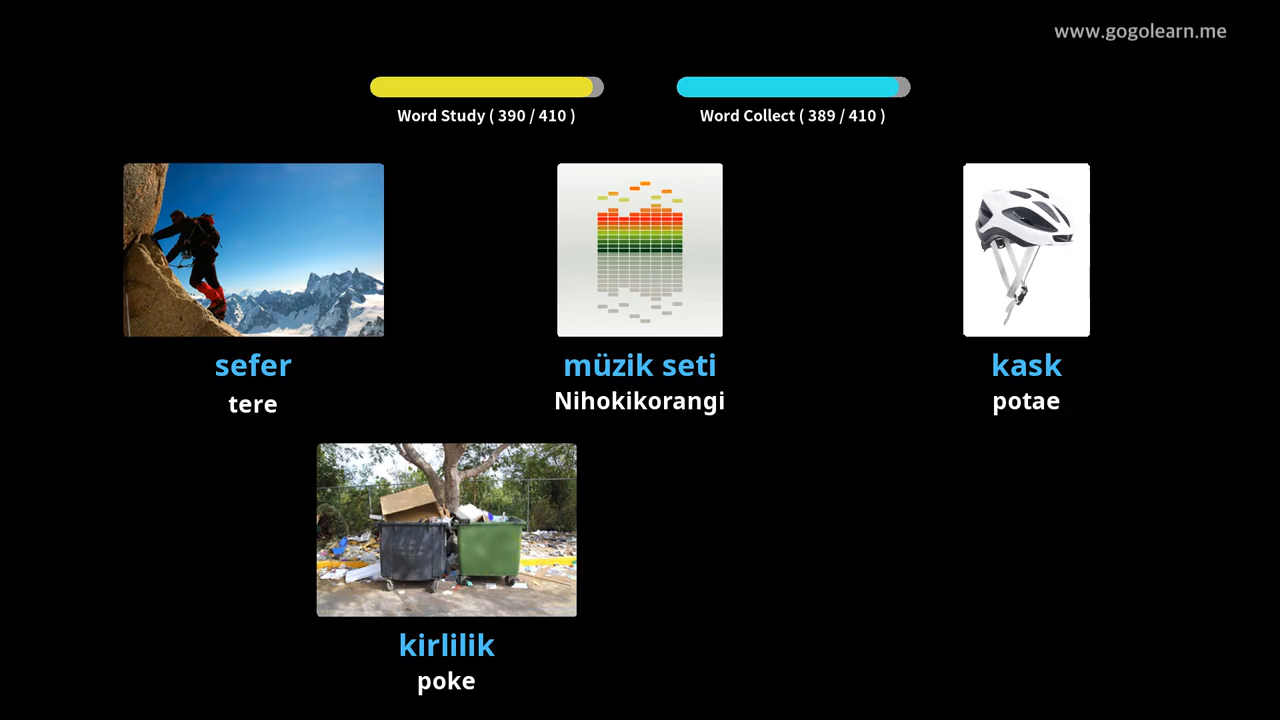 www.gogolearn.me
Word Study ( 390 / 410 )
Word Collect ( 389 / 410 )
sefer
tere
müzik seti
Nihokikorangi
kask
potae
kirlilik
poke